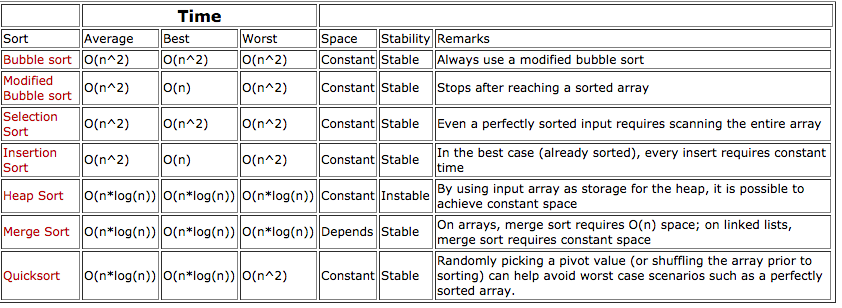 Time
Sort Average Best Worst Space Stability Remarks
Bubble sort O(n^2) O(n^2) O(n^2) Constant Stable Always use a modified bubble sort
Modified
Bubble sort O(n^2) O(n) O(n^2) Constant Stable Stops after reaching a sorted array
Selection
Sort O(n^2) O(n^2) O(n^2) Constant Stable Even a perfectly sorted input requires scanning the entire array
Insertion
Sort O(n^2) O(n) O(n^2) Constant Stable In the best case (already sorted), every insert requires constant
time
Heap Sort O(n*log(n)) O(n*log(n)) O(n*log(n)) Constant Instable By using input array as storage for the heap, it is possible to
achieve constant space
Merge Sort O(n*log(n)) O(n*log(n)) O(n*log(n)) Depends Stable On arrays, merge sort requires O(n) space; on linked lists,
merge sort requires constant space
Quicksort O(n*log(n)) O(n*log(n)) O(n^2) Constant Stable Randomly picking a pivot value (or shuffling the array prior to
sorting) can help avoid worst case scenarios such as a perfectly
sorted array.